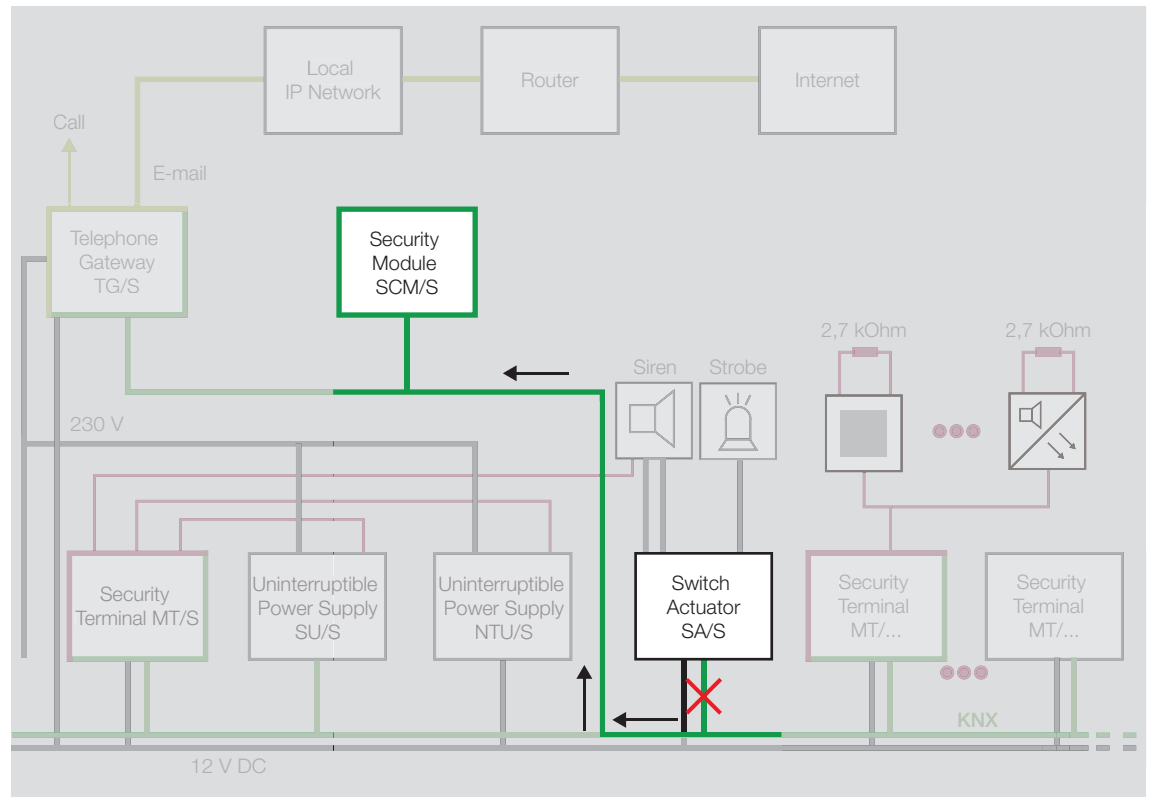 Local
IP Network
Router
Internet
Call
E-mail
Telephone
Gateway
TG/S
Security
Module
SCM/S
2,7 kOhm
2,7 kOhm
Siren
Strobe
230 V
Security
Terminal MT/S
Uninterruptible
Power Supply
SU/S
Uninterruptible
Power Supply
NTU/S
Switch
Actuator
SA/S
Security
Terminal
MT/...
Security
Terminal
MT/...
KNX
12 V DC